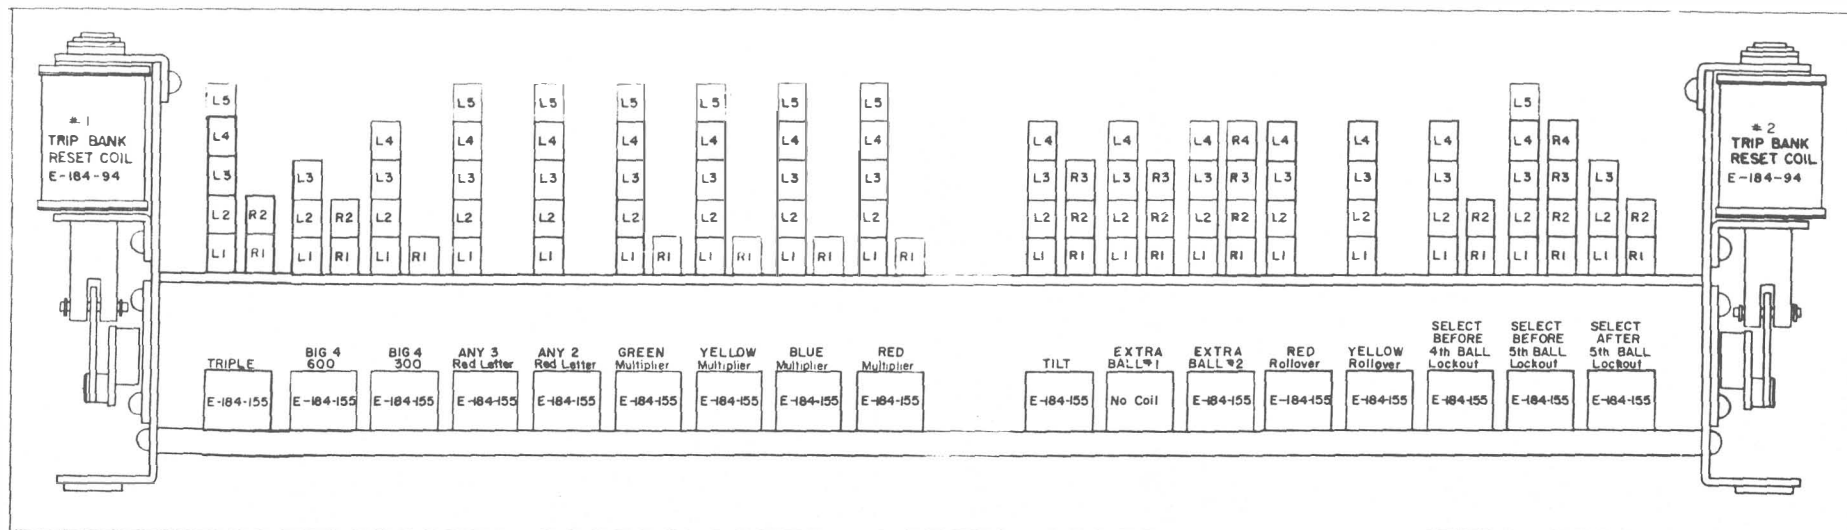 # 1
TRIP BANK
RESET COIL
E-184-94
L5 L5 L5 L5 L5 L5 L5 L5
L4 L4 L4 L4 L4 L4 L4 L4 L4 L4 L4 R4 L4 L4 L4 L4 R4
L3 L3 L3 L3 L3 L3 L3 L3 L3 L3 R3 L3 R3 L3 R3 L3 L3 L3 L3 R3 L3
L2 R2 L2 R2 L2 L2 L2 L2 L2 L2 L2 L2 R2 L2 R2 L2 R2 L2 L2 L2 R2 L2 R2 L2 R2
L1 R1 L1 R1 L1 R1 L1 L1 L1 R1 L1 R1 L1 R1 L1 R1 L1 R1 L1 R1 L1 R1 L1 L1 L1 R1 L1 R1 L1 R1
# 2
TRIP BANK
RESET COIL
E-184-94
TRIPLE
E-184-155
BIG 4
600
E-184-155
BIG 4
300
E-184-155
ANY 3
Red Letter
E-184-155
ANY 2
Red Letter
E-184-155
GREEN
Multiplier
E-184-155
YELLOW
Multiplier
E-184-155
BLUE
Multiplier
E-184-155
RED
Multiplier
E-184-155
TILT
E-184-155
EXTRA
BALL #1
No Coil
EXTRA
BALL #2
E-184-155
RED
Rollover
E-184-155
YELLOW
Rollover
E-184-155
SELECT
BEFORE
4th BALL
Lockout
E-184-155
SELECT
BEFORE
5th BALL
Lockout
E-184-155
SELECT
AFTER
5th BALL
Lockout
E-184-155